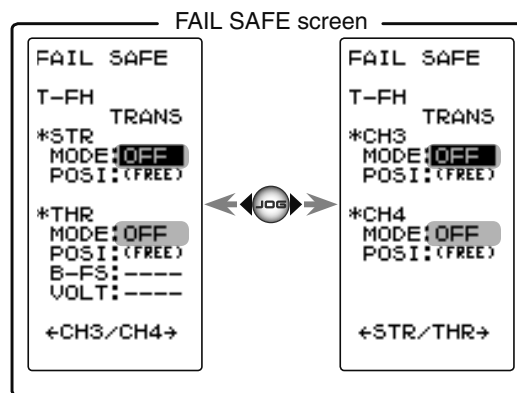 FAIL SAFE screen
FAIL SAFE
T-FH
TRANS
*STR
MODE:OFF
POSI:(FREE)
*THR
MODE:OFF
POSI:(FREE)
B-FS:----
VOLT:----
←CH3/CH4→
JOG
FAIL SAFE
T-FH
TRANS
*CH3
MODE:OFF
POSI:(FREE)
*CH4
MODE:OFF
POSI:(FREE)
←STR/THR→